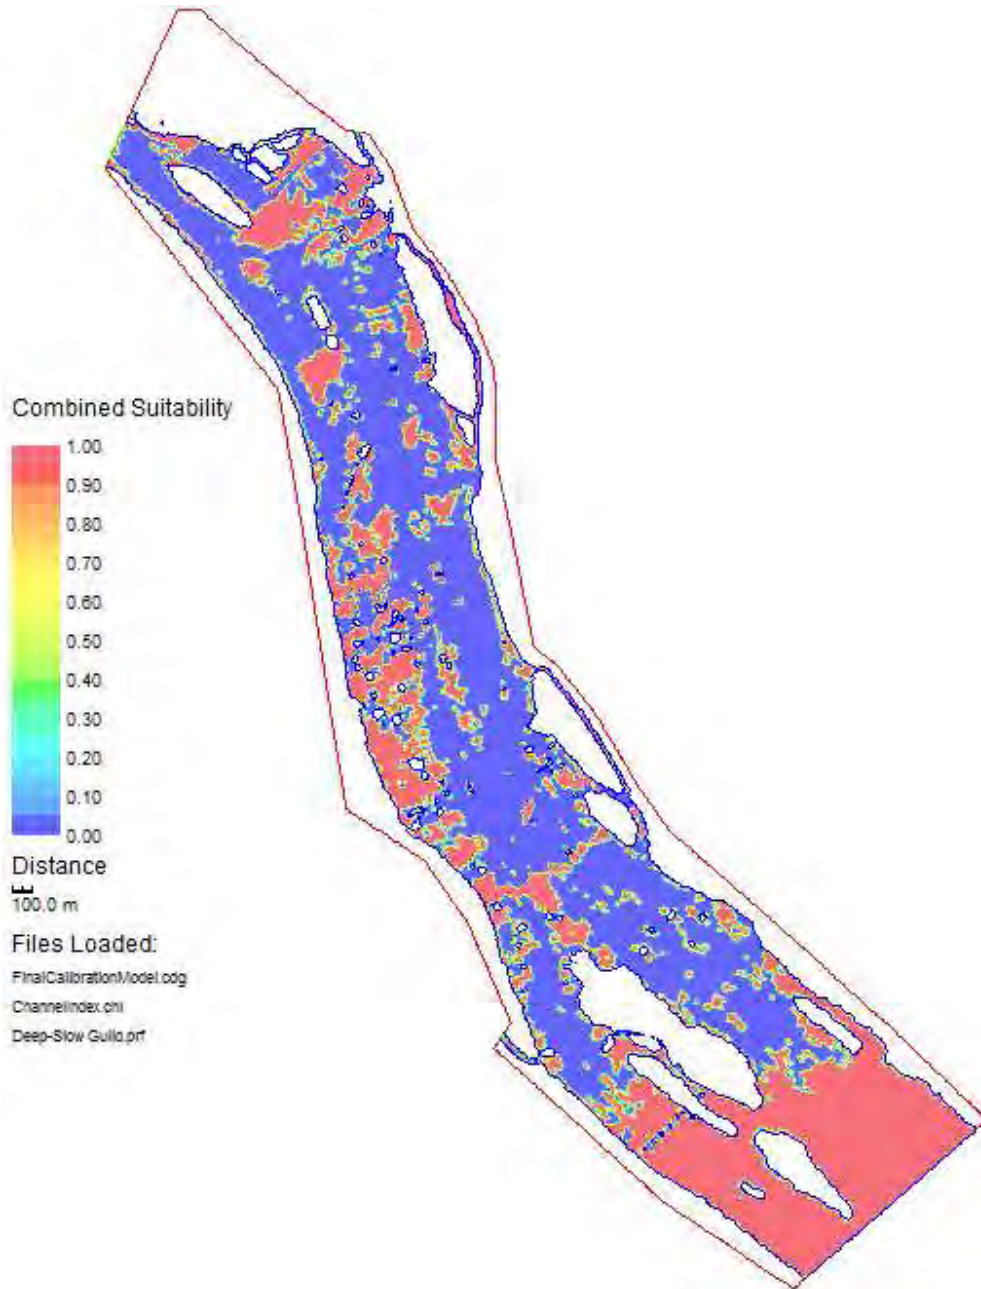 Combined Suitability
1.00
0.90
0.80
0.70
0.60
0.50
0.40
0.30
0.20
0.10
0.00
Distance
100.0 m
Files Loaded:
FinalCalibrationModel.cdg
ChannelIndex.chi
Deep-Slow Guild.prf